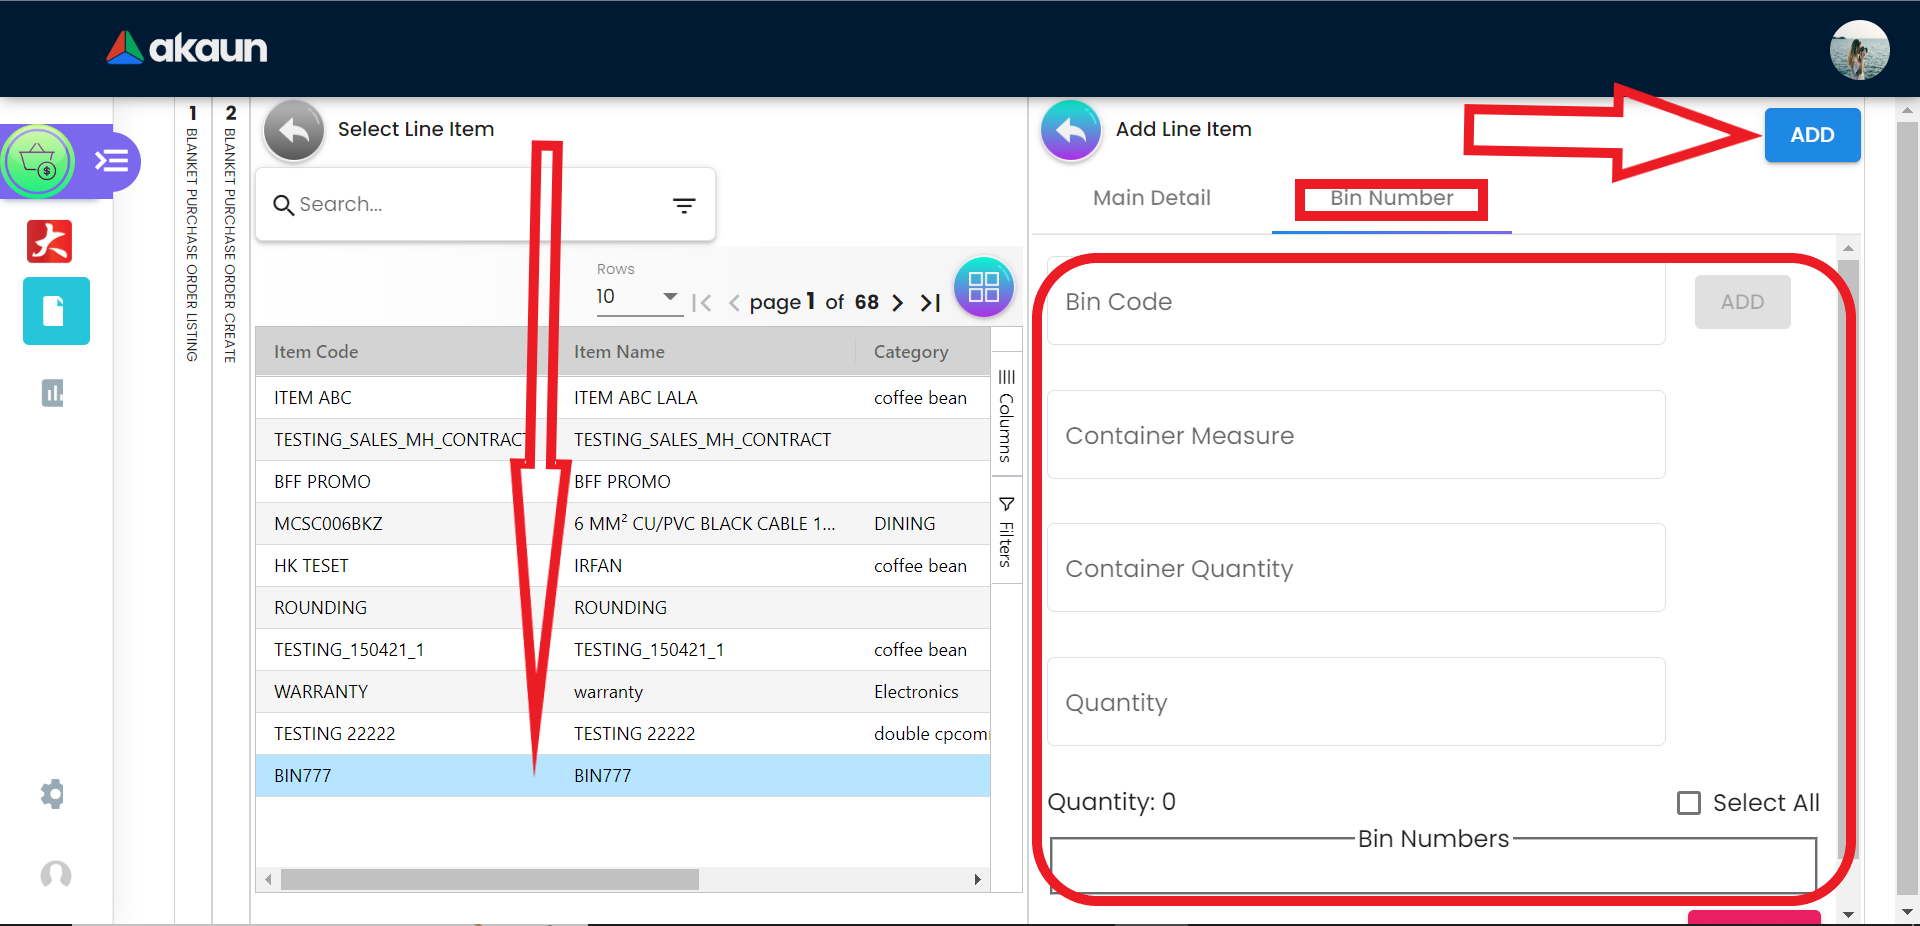 akaun
1 BLANKET PURCHASE ORDER LISTING
2 BLANKET PURCHASE ORDER CREATE
Select Line Item
Search...
Rows
10
page 1 of 68
Item Code Item Name Category
ITEM ABC ITEM ABC LALA coffee bean
TESTING_SALES_MH_CONTRACT TESTING_SALES_MH_CONTRACT
BFF PROMO BFF PROMO
MCSC006BKZ 6 MM² CU/PVC BLACK CABLE 1... DINING
HK TESET IRFAN coffee bean
ROUNDING ROUNDING
TESTING_150421_1 TESTING_150421_1 coffee bean
WARRANTY warranty Electronics
TESTING 22222 TESTING 22222 double cpcom
BIN777 BIN777
Columns
Filters
Add Line Item
ADD
Main Detail Bin Number
Bin Code
ADD
Container Measure
Container Quantity
Quantity
Quantity: 0 Select All
Bin Numbers